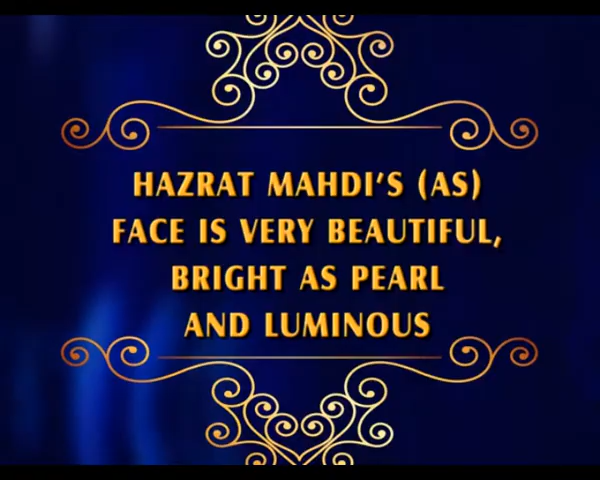 HAZRAT MAHDI'S (AS)
FACE IS VERY BEAUTIFUL,
BRIGHT AS PEARL
AND LUMINOUS